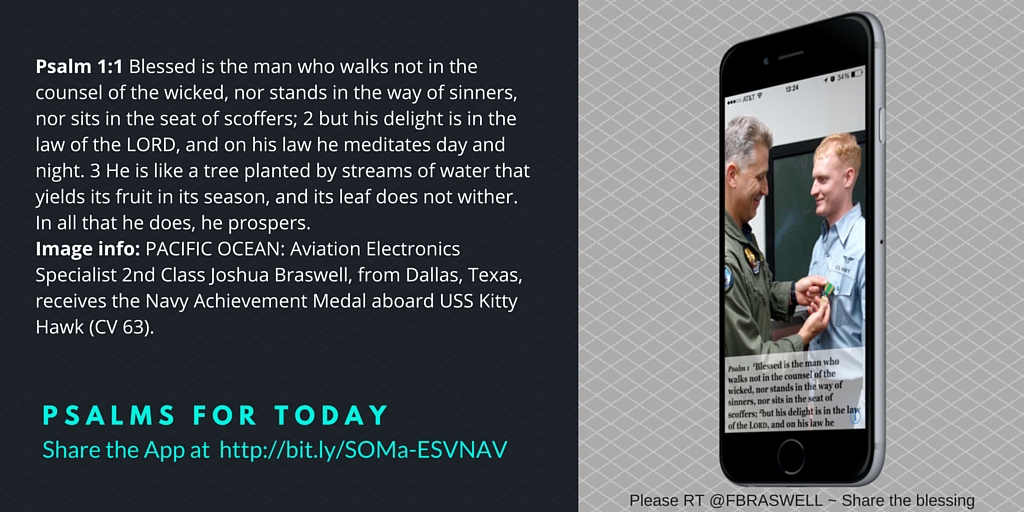 Psalm 1:1 Blessed is the man who walks not in the
counsel of the wicked, nor stands in the way of sinners,
nor sits in the seat of scoffers; 2 but his delight is in the
law of the LORD, and on his law he meditates day and
night. 3 He is like a tree planted by streams of water that
yields its fruit in its season, and its leaf does not wither.
In all that he does, he prospers.
Image info: PACIFIC OCEAN: Aviation Electronics
Specialist 2nd Class Joshua Braswell, from Dallas, Texas,
receives the Navy Achievement Medal aboard USS Kitty
Hawk (CV 63).
PSALMS FOR TODAY
Share the App at http://bit.ly/SOMa-ESVNAV
AT&T 13:24 34%
U.S. NAVY
Psalm 1 ¹Blessed is the man who
walks not in the counsel of the
wicked, nor stands in the way of
sinners, nor sits in the seat of
scoffers; ²but his delight is in the law
of the LORD, and on his law he
Please RT @FBRASWELL ~ Share the blessing